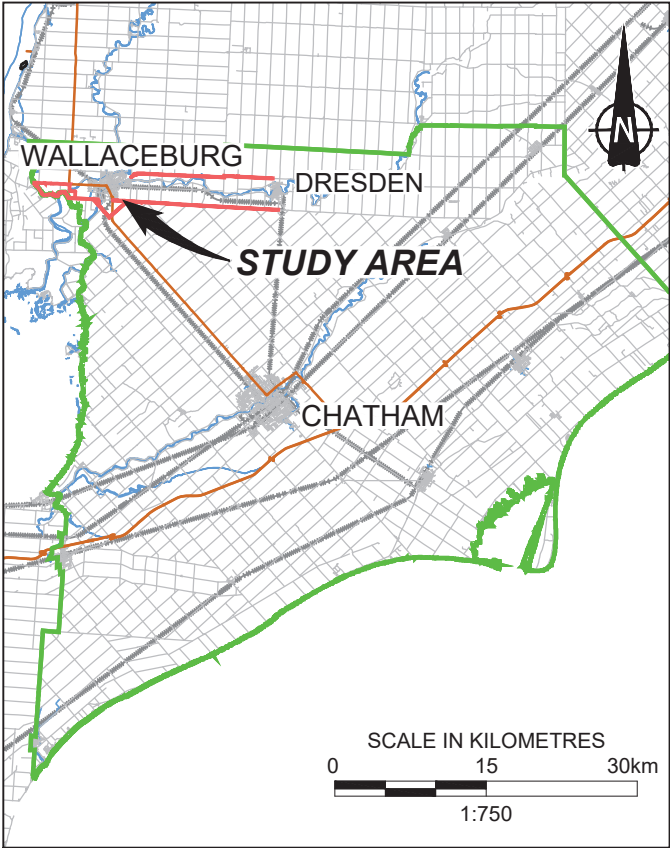 N
WALLACEBURG
DRESDEN
STUDY AREA
CHATHAM
SCALE IN KILOMETRES
0 15 30km
1:750